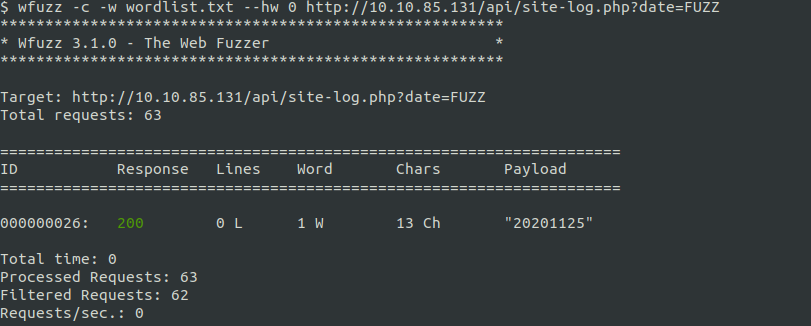 $ wfuzz -c -w wordlist.txt --hw 0 http://10.10.85.131/api/site-log.php?date=FUZZ
********************************************************
* Wfuzz 3.1.0 - The Web Fuzzer                         *
********************************************************
Target: http://10.10.85.131/api/site-log.php?date=FUZZ
Total requests: 63
=====================================================================
ID           Response   Lines    Word       Chars       Payload
=====================================================================
000000026:   200        0 L      1 W        13 Ch       "20201125"
Total time: 0
Processed Requests: 63
Filtered Requests: 62
Requests/sec.: 0